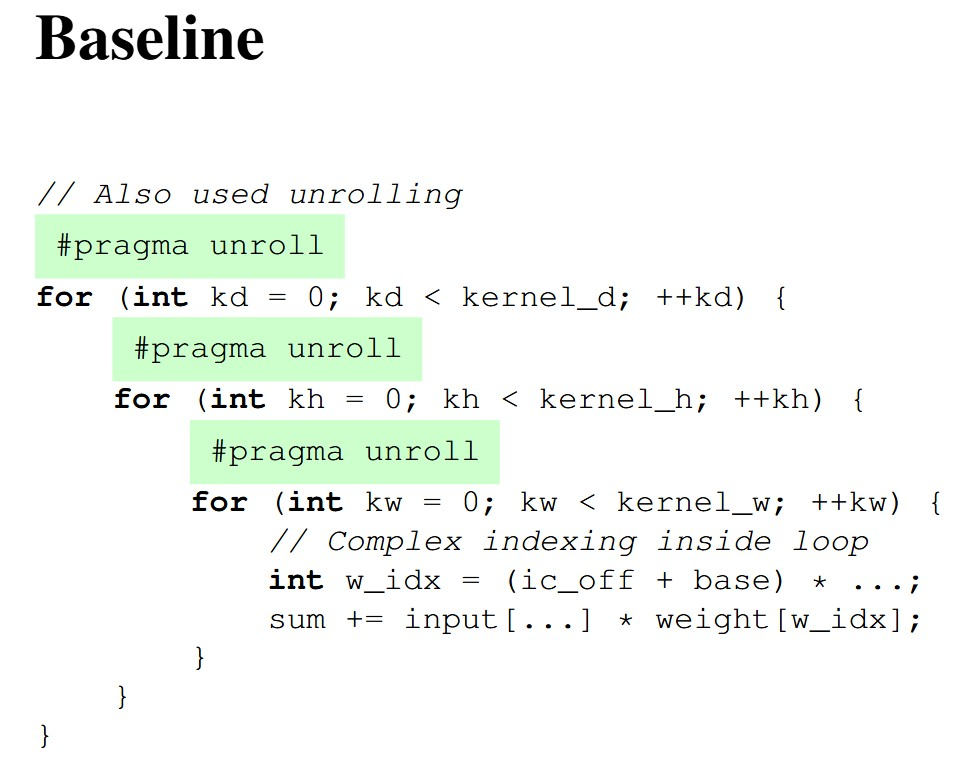 Baseline
// Also used unrolling
#pragma unroll
for (int kd = 0; kd < kernel_d; ++kd) {
#pragma unroll
for (int kh = 0; kh < kernel_h; ++kh) {
#pragma unroll
for (int kw = 0; kw < kernel_w; ++kw) {
// Complex indexing inside loop
int w_idx = (ic_off + base) * ...;
sum += input[...] * weight[w_idx];
}
}
}